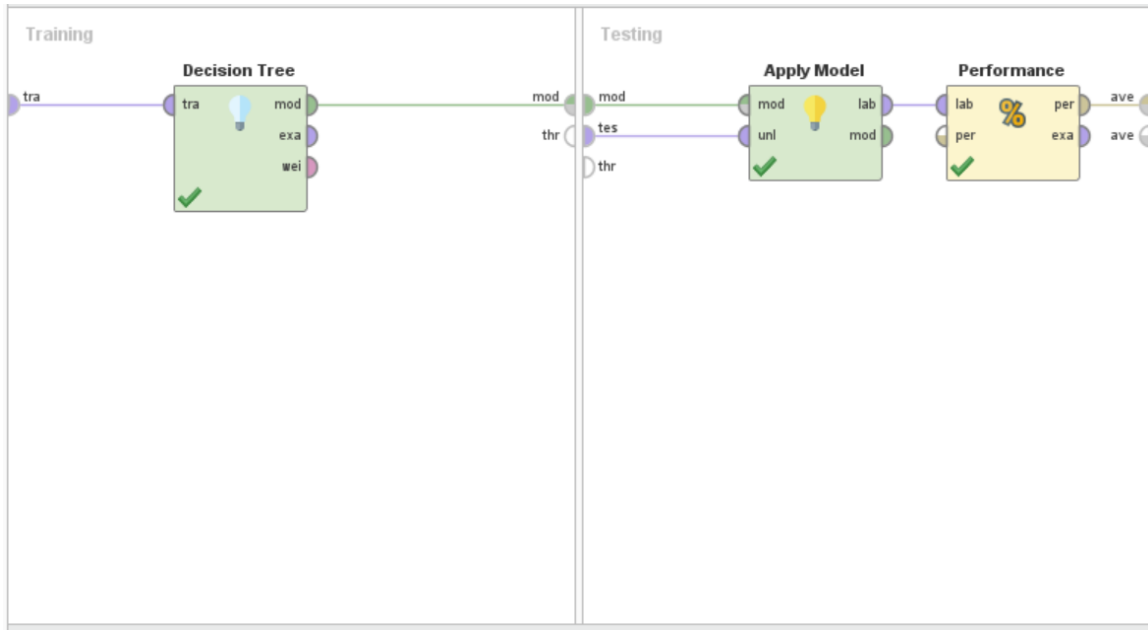 Training
Testing
Decision Tree
Apply Model
Performance
tra
tra
mod
mod
mod
mod
lab
lab
per
ave
exa
thr
tes
unl
mod
per
exa
ave
wei
thr